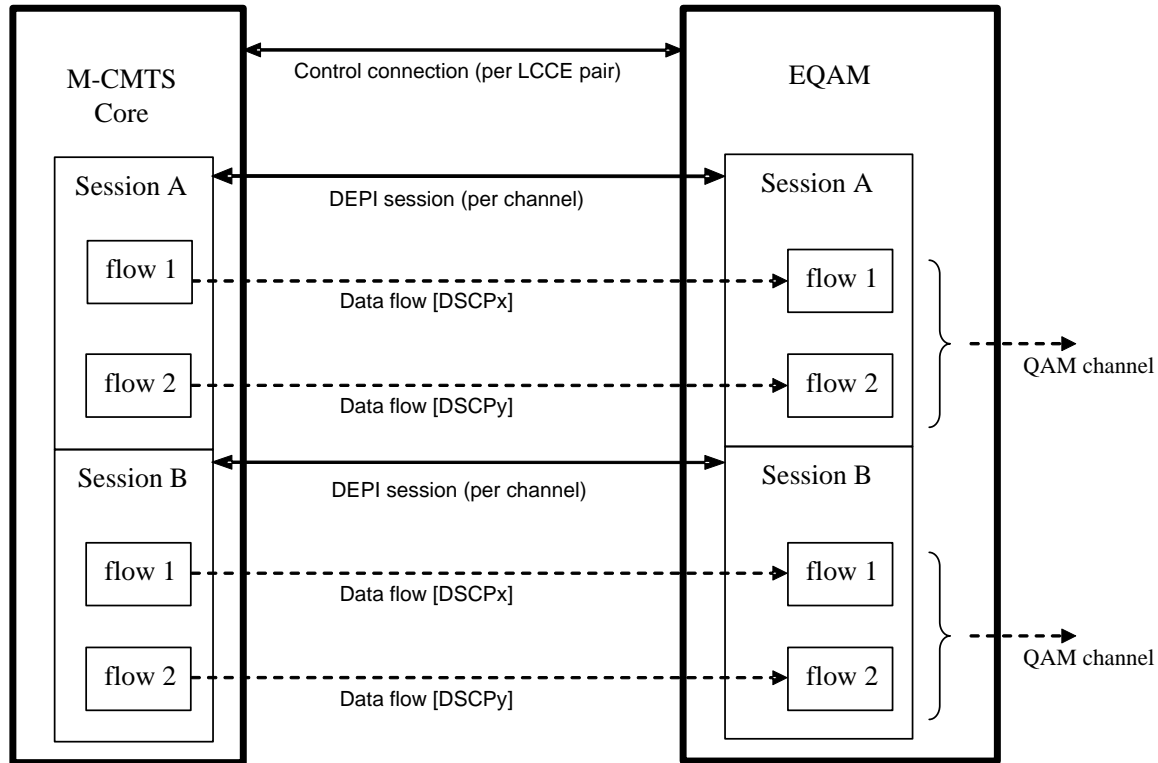 Control connection (per LCCE pair)
M-CMTS
Core
EQAM
Session A
DEPI session (per channel)
Session A
flow 1
Data flow [DSCPx]
flow 1
QAM channel
flow 2
Data flow [DSCPy]
flow 2
Session B
DEPI session (per channel)
Session B
flow 1
Data flow [DSCPx]
flow 1
QAM channel
flow 2
Data flow [DSCPy]
flow 2